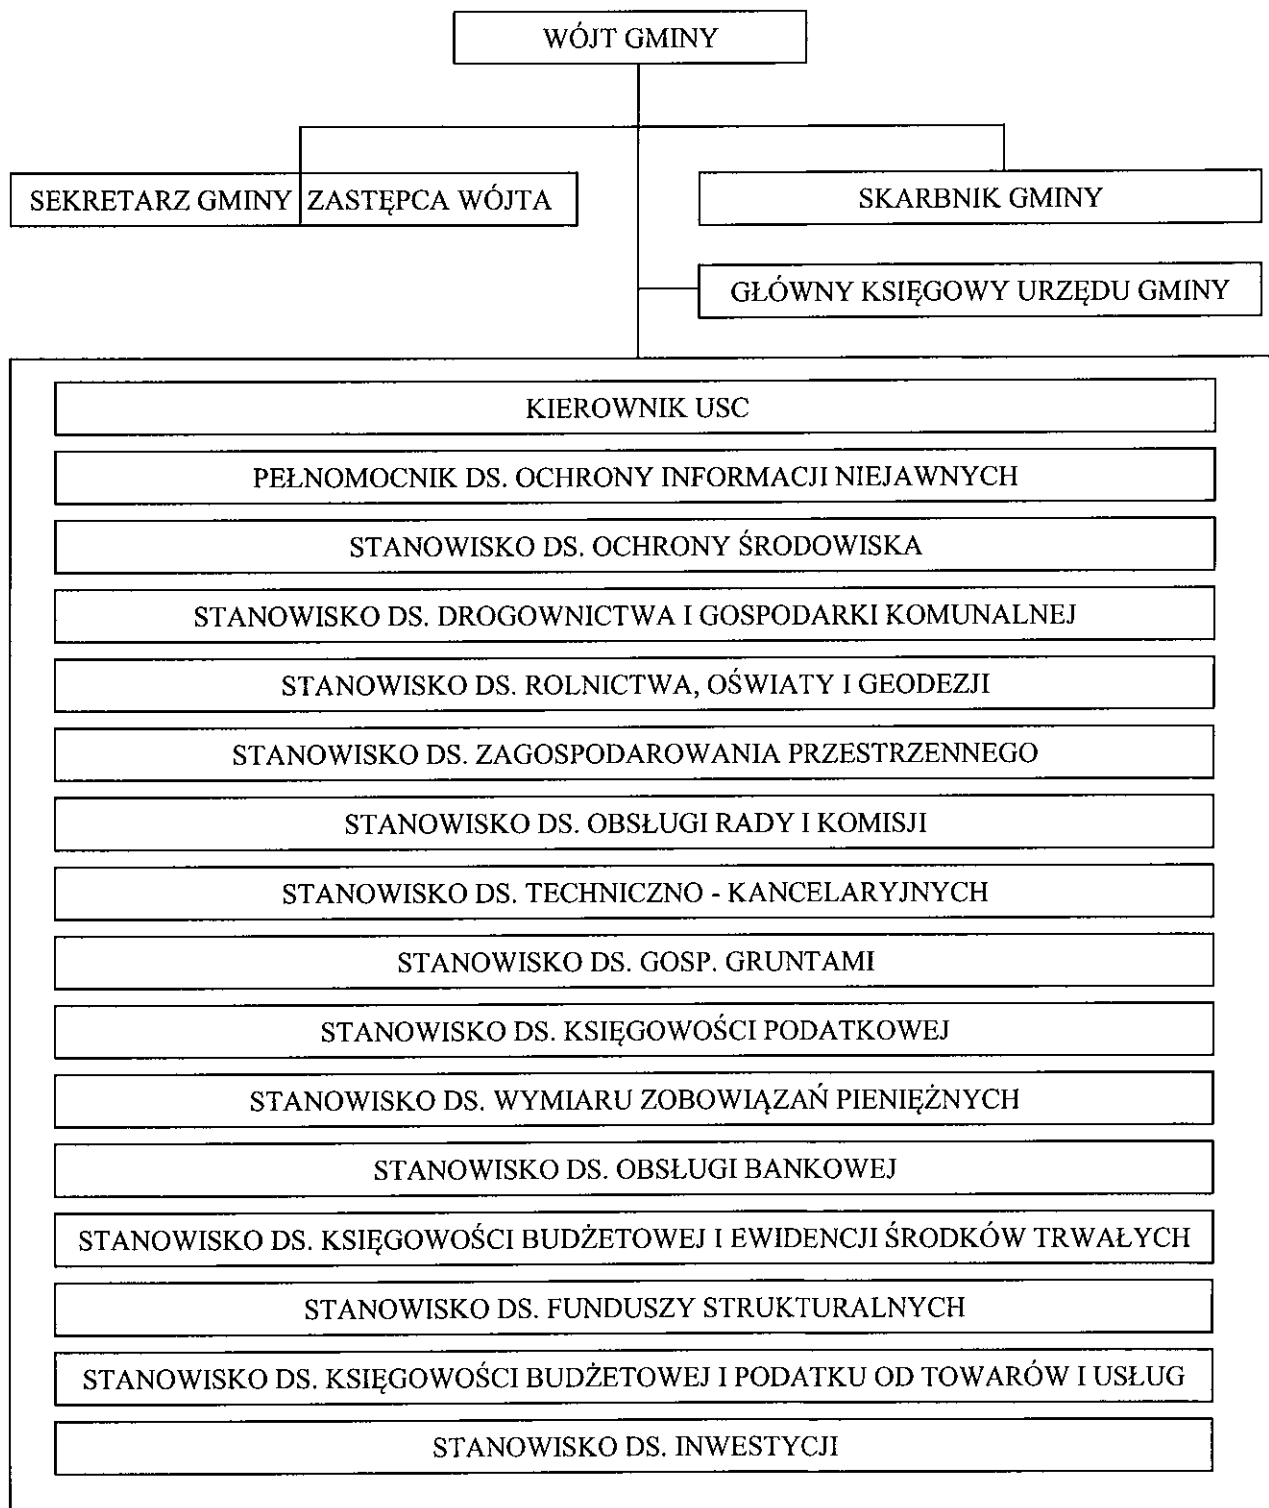 WÓJT GMINY
SEKRETARZ GMINY
ZASTĘPCA WÓJTA
SKARBNIK GMINY
GŁÓWNY KSIĘGOWY URZĘDU GMINY
KIEROWNIK USC
PEŁNOMOCNIK DS. OCHRONY INFORMACJI NIEJAWNYCH
STANOWISKO DS. OCHRONY ŚRODOWISKA
STANOWISKO DS. DROGOWNICTWA I GOSPODARKI KOMUNALNEJ
STANOWISKO DS. ROLNICTWA, OŚWIATY I GEODEZJI
STANOWISKO DS. ZAGOSPODAROWANIA PRZESTRZENNEGO
STANOWISKO DS. OBSŁUGI RADY I KOMISJI
STANOWISKO DS. TECHNICZNO - KANCELARYJNYCH
STANOWISKO DS. GOSP. GRUNTAMI
STANOWISKO DS. KSIĘGOWOŚCI PODATKOWEJ
STANOWISKO DS. WYMIARU ZOBOWIĄZAŃ PIENIĘŻNYCH
STANOWISKO DS. OBSŁUGI BANKOWEJ
STANOWISKO DS. KSIĘGOWOŚCI BUDŻETOWEJ I EWIDENCJI ŚRODKÓW TRWAŁYCH
STANOWISKO DS. FUNDUSZY STRUKTURALNYCH
STANOWISKO DS. KSIĘGOWOŚCI BUDŻETOWEJ I PODATKU OD TOWARÓW I USŁUG
STANOWISKO DS. INWESTYCJI